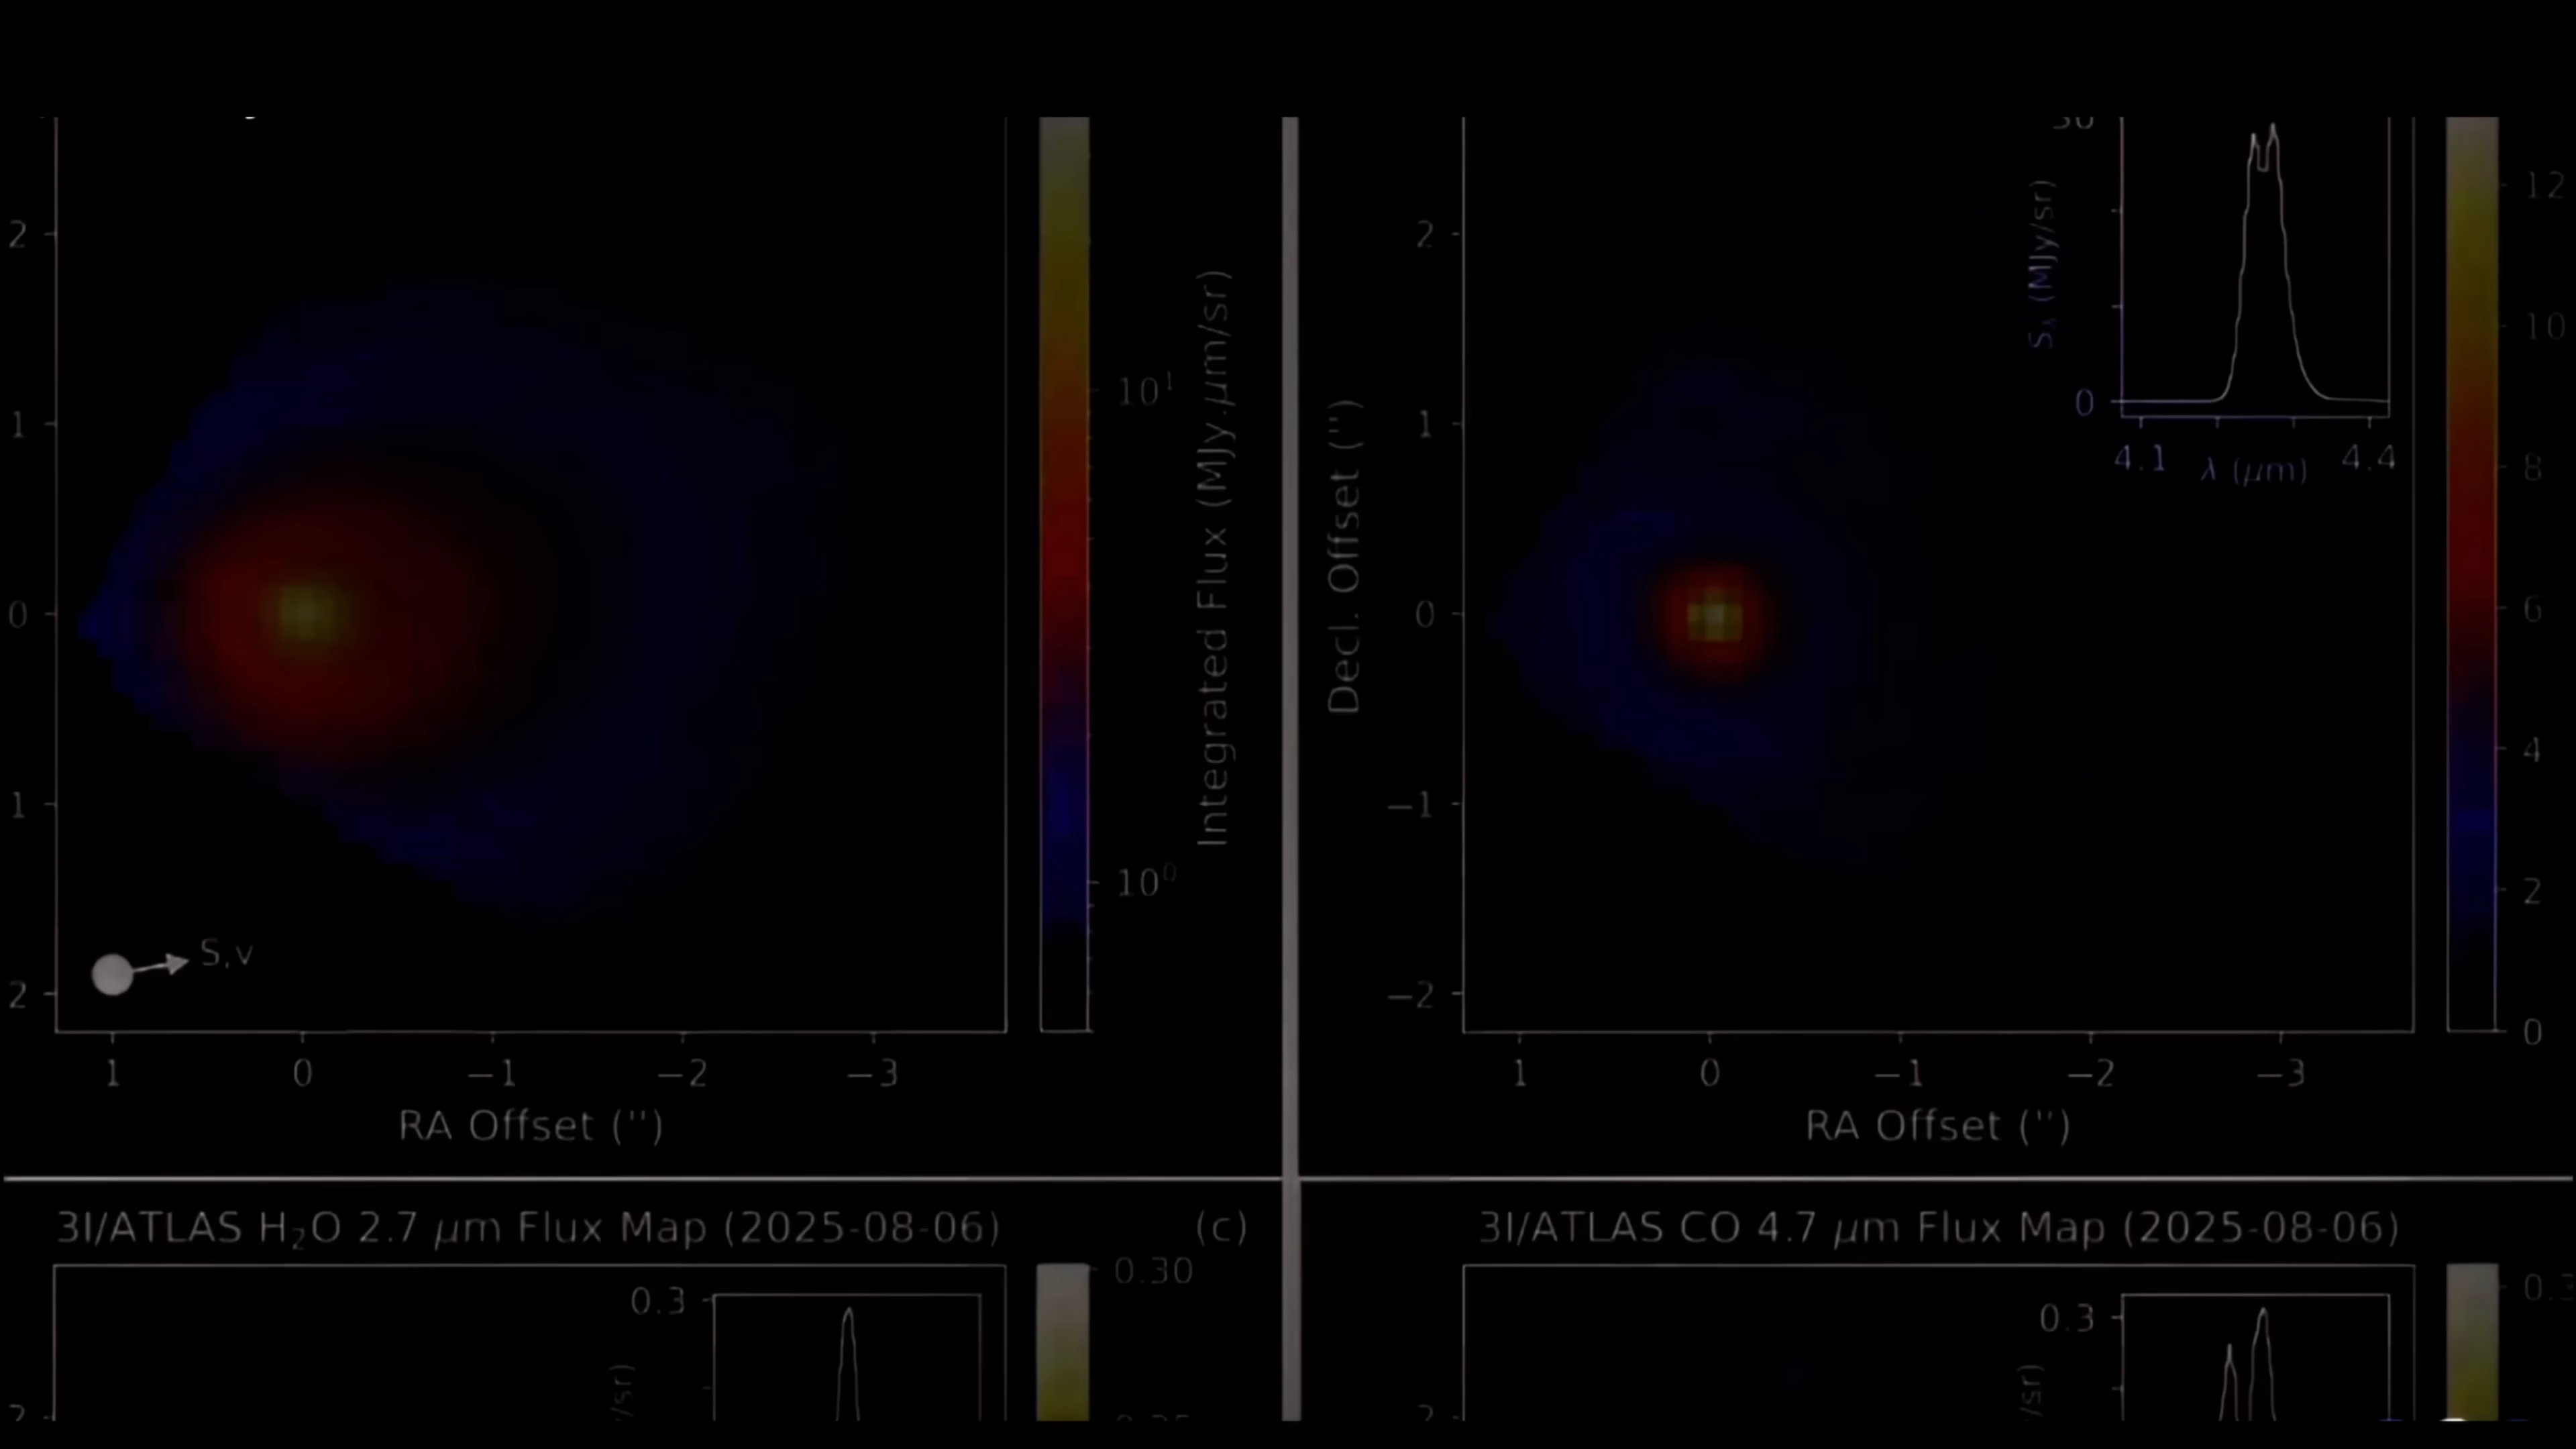 2
1
0
1
2
1 0 −1 −2 −3
RA Offset ('')
S,v
10¹
10⁰
Integrated Flux (MJy.μm/sr)
2
1
0
−1
−2
Decl. Offset ('')
1 0 −1 −2 −3
RA Offset ('')
0
Sλ (MJy/sr)
4.1 λ (μm) 4.4
12
10
8
6
4
2
0
3I/ATLAS H₂O 2.7 μm Flux Map (2025-08-06) (c)
0.3
0.30
/sr)
3I/ATLAS CO 4.7 μm Flux Map (2025-08-06)
0.3
/sr)